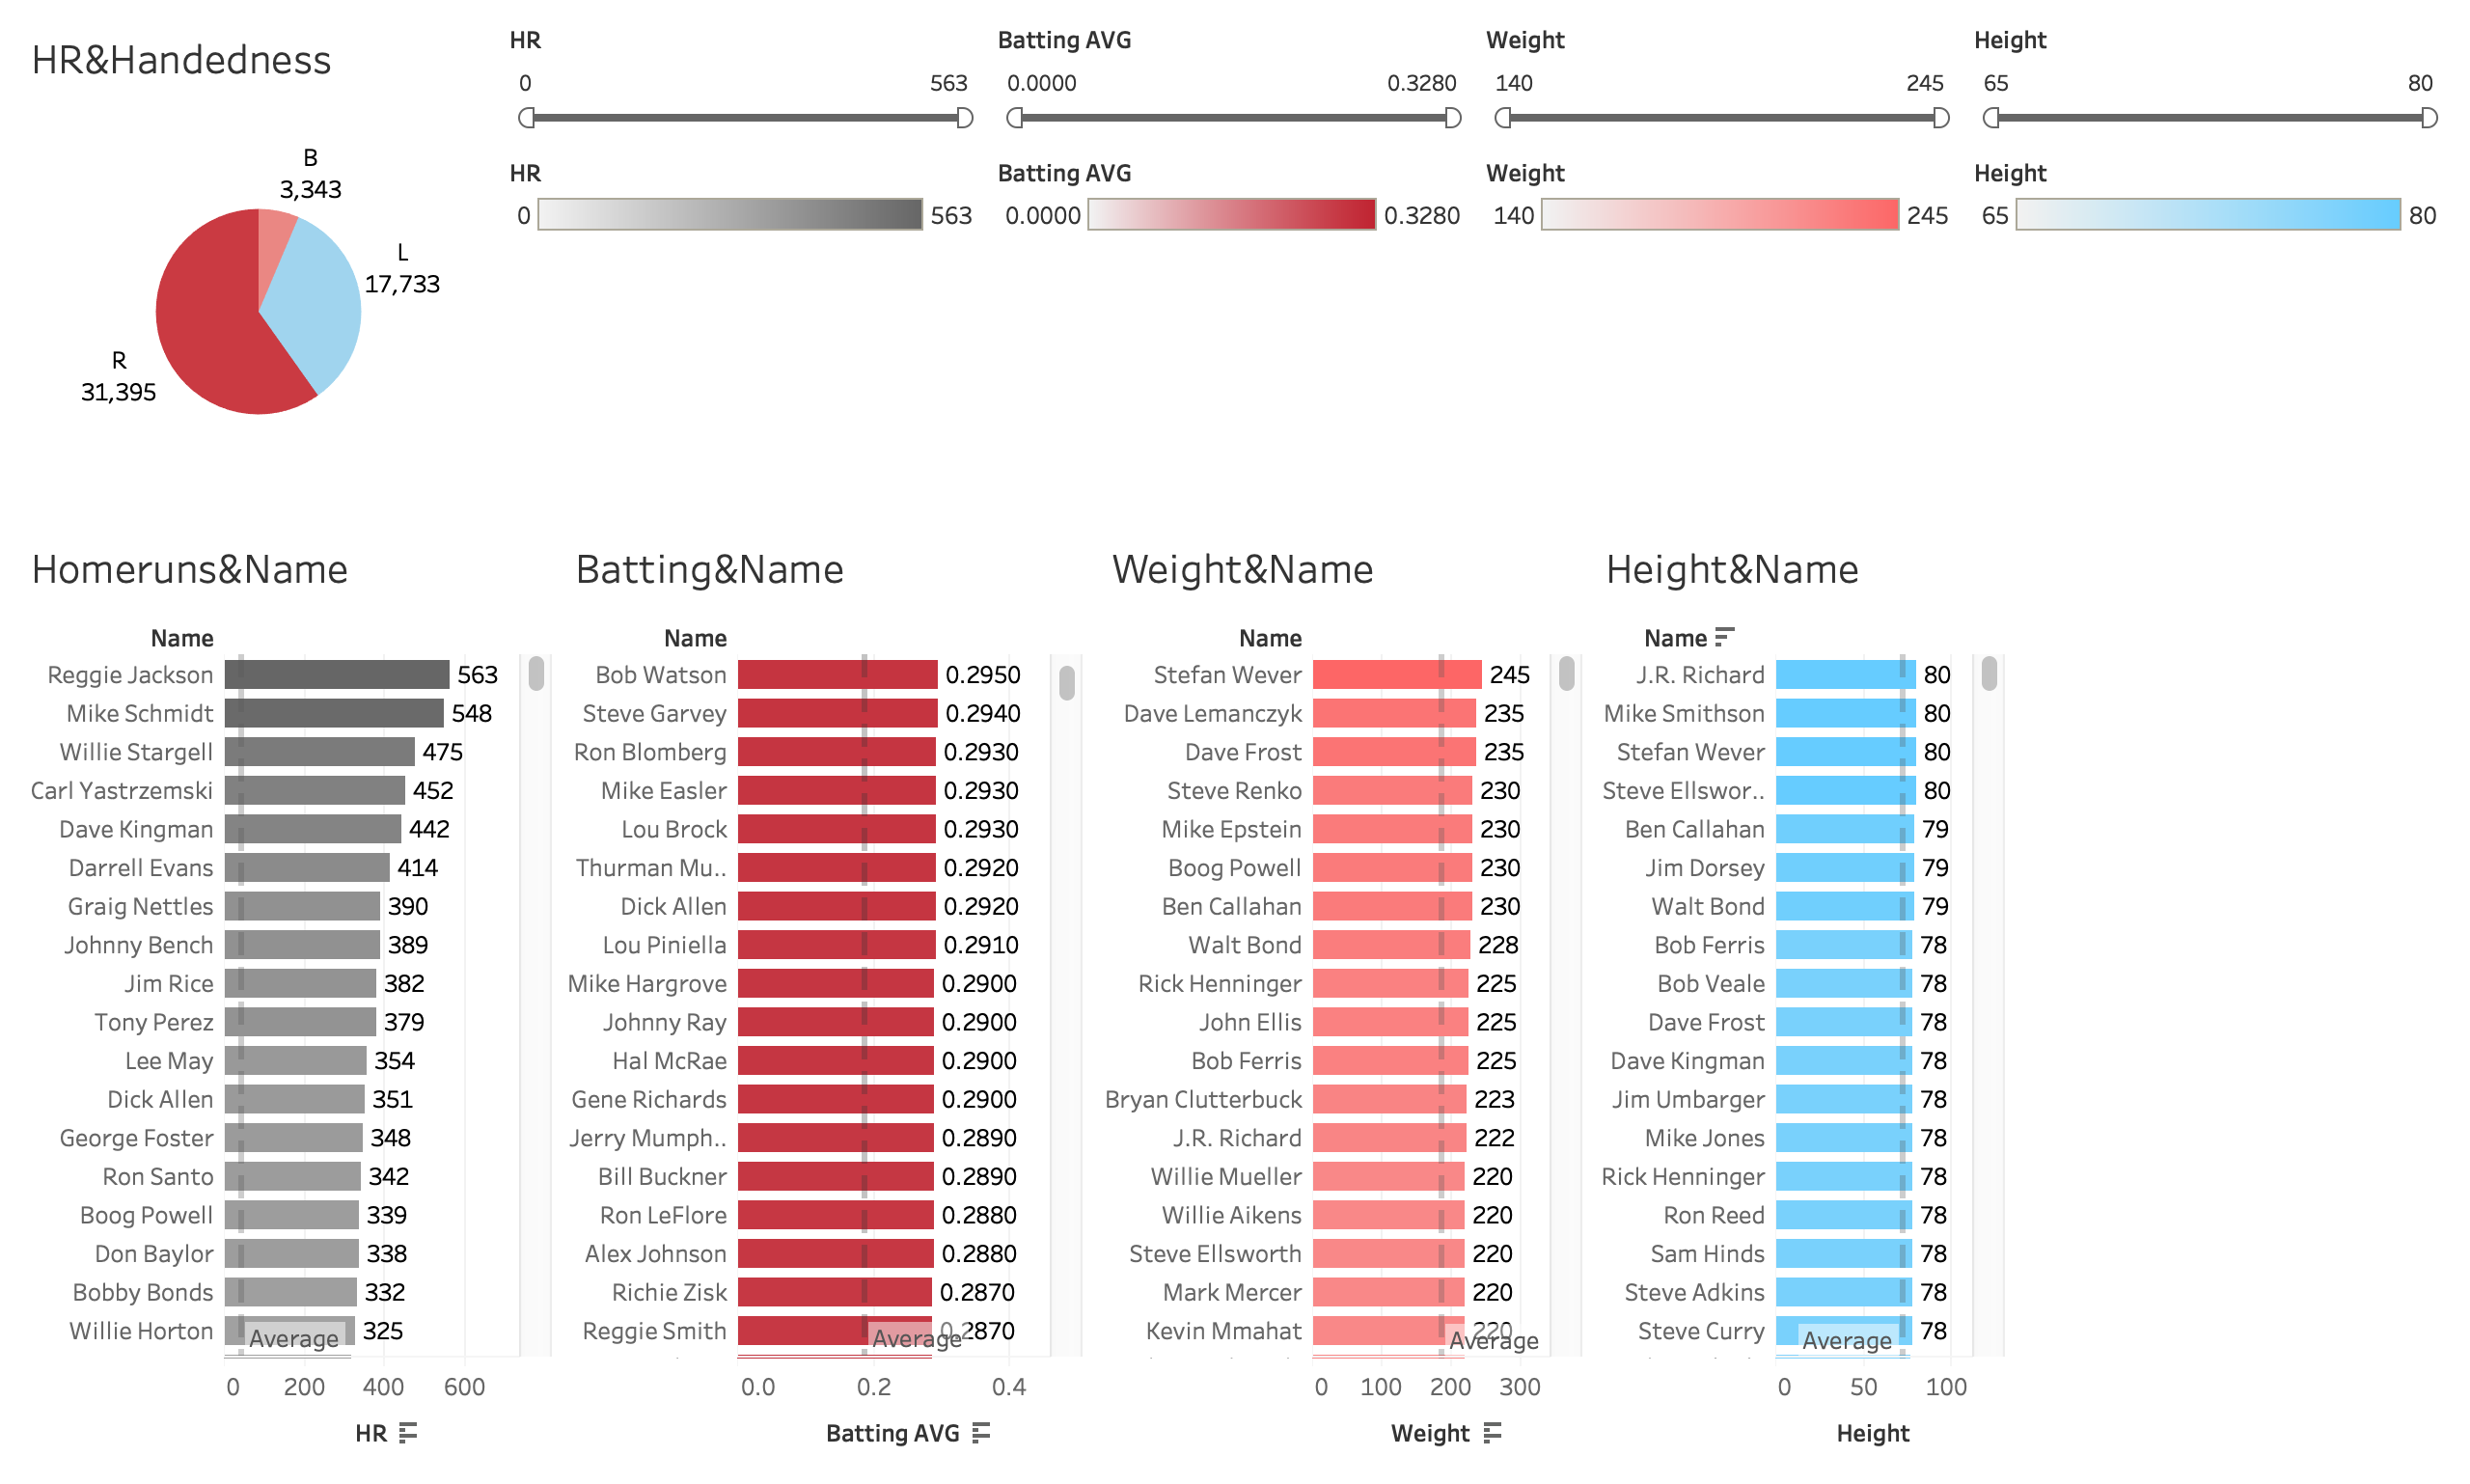 HR&Handedness
HR
0 563
Batting AVG
0.0000 0.3280
Weight
140 245
Height
65 80
HR
0 563
Batting AVG
0.0000 0.3280
Weight
140 245
Height
65 80
B
3,343
L
17,733
R
31,395
Homeruns&Name
Name
Reggie Jackson 563
Mike Schmidt 548
Willie Stargell 475
Carl Yastrzemski 452
Dave Kingman 442
Darrell Evans 414
Graig Nettles 390
Johnny Bench 389
Jim Rice 382
Tony Perez 379
Lee May 354
Dick Allen 351
George Foster 348
Ron Santo 342
Boog Powell 339
Don Baylor 338
Bobby Bonds 332
Willie Horton 325
Average
0 200 400 600
HR
Batting&Name
Name
Bob Watson 0.2950
Steve Garvey 0.2940
Ron Blomberg 0.2930
Mike Easler 0.2930
Lou Brock 0.2930
Thurman Mu.. 0.2920
Dick Allen 0.2920
Lou Piniella 0.2910
Mike Hargrove 0.2900
Johnny Ray 0.2900
Hal McRae 0.2900
Gene Richards 0.2900
Jerry Mumph.. 0.2890
Bill Buckner 0.2890
Ron LeFlore 0.2880
Alex Johnson 0.2880
Richie Zisk 0.2870
Reggie Smith 0.2870
Average
0.0 0.2 0.4
Batting AVG
Weight&Name
Name
Stefan Wever 245
Dave Lemanczyk 235
Dave Frost 235
Steve Renko 230
Mike Epstein 230
Boog Powell 230
Ben Callahan 230
Walt Bond 228
Rick Henninger 225
John Ellis 225
Bob Ferris 225
Bryan Clutterbuck 223
J.R. Richard 222
Willie Mueller 220
Willie Aikens 220
Steve Ellsworth 220
Mark Mercer 220
Kevin Mmahat 220
Average
0 100 200 300
Weight
Height&Name
Name
J.R. Richard 80
Mike Smithson 80
Stefan Wever 80
Steve Ellswor.. 80
Ben Callahan 79
Jim Dorsey 79
Walt Bond 79
Bob Ferris 78
Bob Veale 78
Dave Frost 78
Dave Kingman 78
Jim Umbarger 78
Mike Jones 78
Rick Henninger 78
Ron Reed 78
Sam Hinds 78
Steve Adkins 78
Steve Curry 78
Average
0 50 100
Height